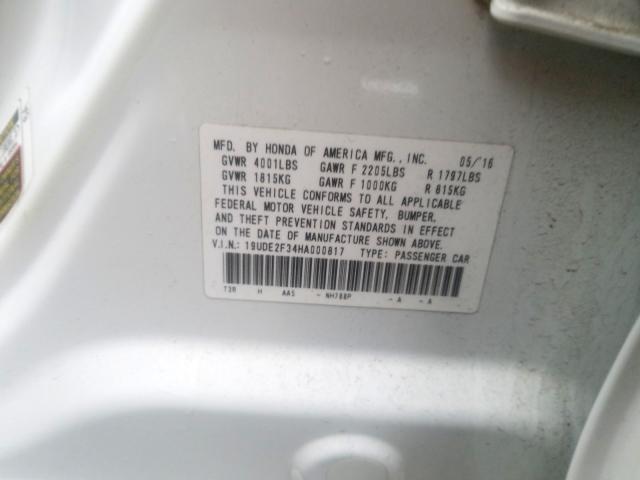 MFD. BY HONDA OF AMERICA MFG., INC. 05/16
GVWR 4001LBS GAWR F 2205LBS R 1797LBS
GVWR 1815KG GAWR F 1000KG R 815KG
THIS VEHICLE CONFORMS TO ALL APPLICABLE
FEDERAL MOTOR VEHICLE SAFETY, BUMPER,
AND THEFT PREVENTION STANDARDS IN EFFECT
ON THE DATE OF MANUFACTURE SHOWN ABOVE.
V.I.N.: 19UDE2F34HA000817 TYPE: PASSENGER CAR
T3R H AAS - NH788P - A - A